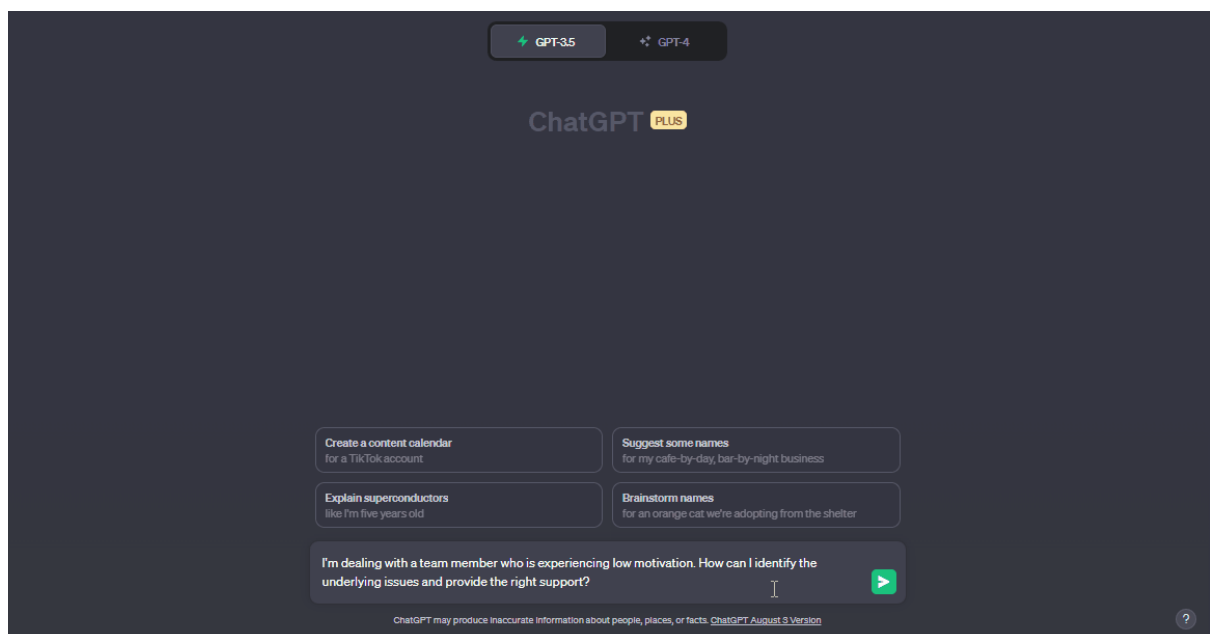 GPT-3.5
GPT-4
ChatGPT PLUS
Create a content calendar
for a TikTok account
Suggest some names
for my cafe-by-day, bar-by-night business
Explain superconductors
like I'm five years old
Brainstorm names
for an orange cat we're adopting from the shelter
I'm dealing with a team member who is experiencing low motivation. How can I identify the
underlying issues and provide the right support?
ChatGPT may produce inaccurate information about people, places, or facts. ChatGPT August 3 Version
?